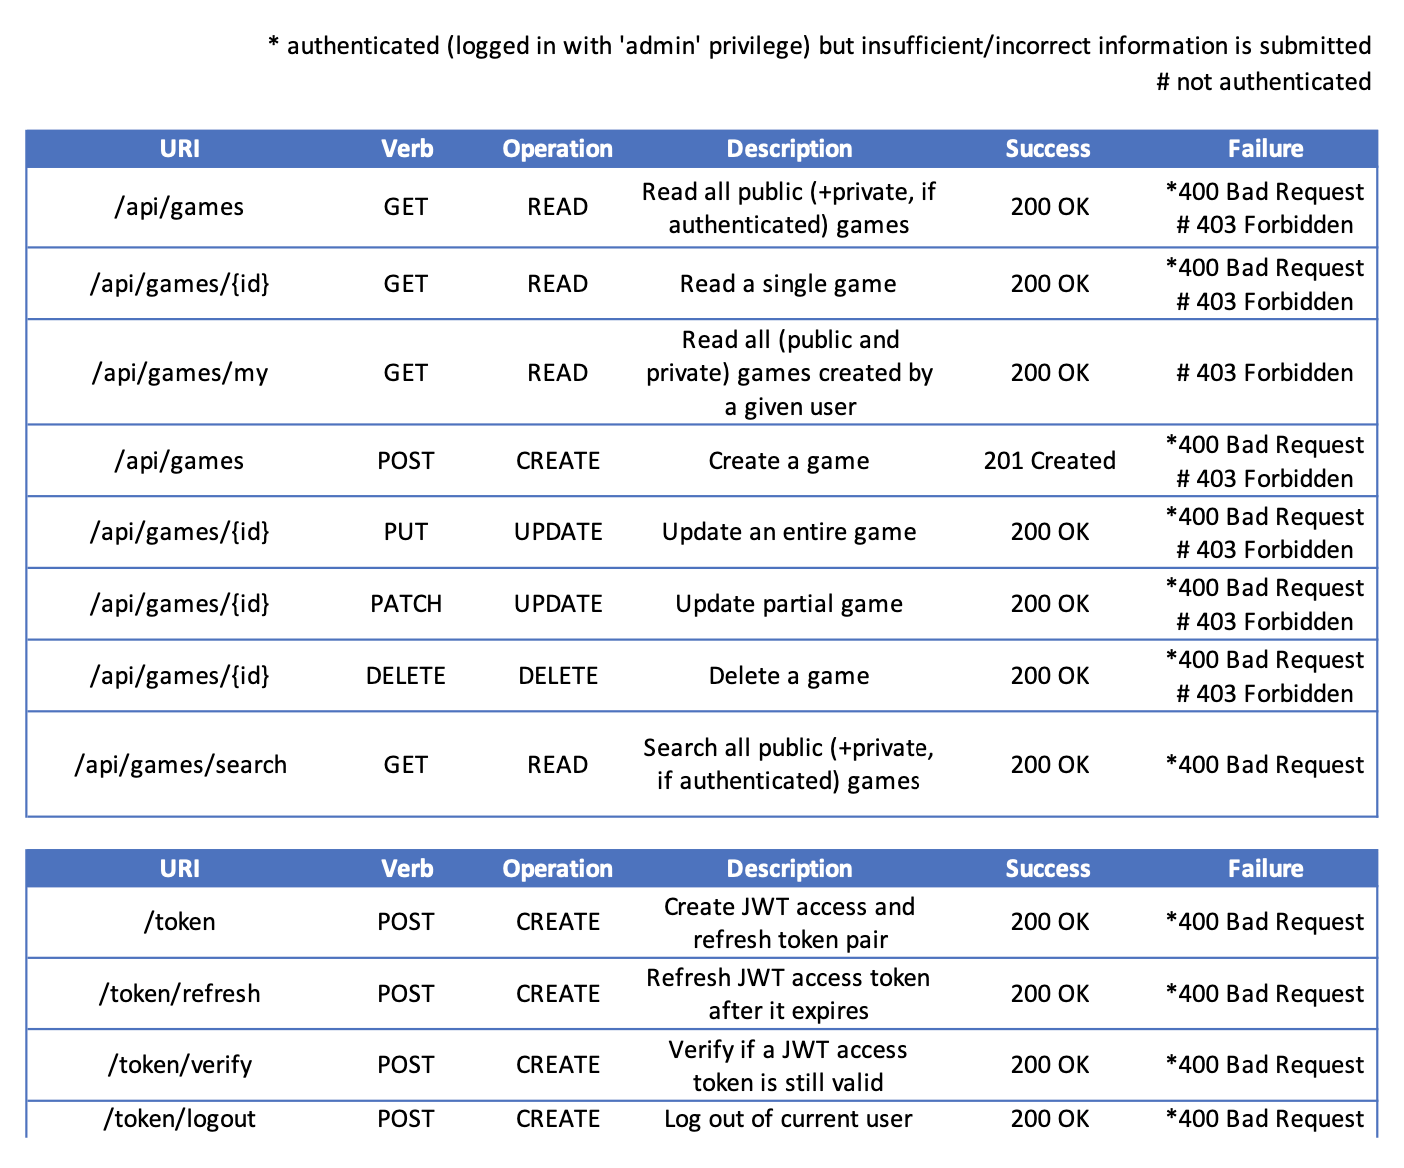 * authenticated (logged in with 'admin' privilege) but insufficient/incorrect information is submitted
# not authenticated
URI Verb Operation Description Success Failure
/api/games GET READ Read all public (+private, if authenticated) games 200 OK *400 Bad Request # 403 Forbidden
/api/games/{id} GET READ Read a single game 200 OK *400 Bad Request # 403 Forbidden
/api/games/my GET READ Read all (public and private) games created by a given user 200 OK # 403 Forbidden
/api/games POST CREATE Create a game 201 Created *400 Bad Request # 403 Forbidden
/api/games/{id} PUT UPDATE Update an entire game 200 OK *400 Bad Request # 403 Forbidden
/api/games/{id} PATCH UPDATE Update partial game 200 OK *400 Bad Request # 403 Forbidden
/api/games/{id} DELETE DELETE Delete a game 200 OK *400 Bad Request # 403 Forbidden
/api/games/search GET READ Search all public (+private, if authenticated) games 200 OK *400 Bad Request
URI Verb Operation Description Success Failure
/token POST CREATE Create JWT access and refresh token pair 200 OK *400 Bad Request
/token/refresh POST CREATE Refresh JWT access token after it expires 200 OK *400 Bad Request
/token/verify POST CREATE Verify if a JWT access token is still valid 200 OK *400 Bad Request
/token/logout POST CREATE Log out of current user 200 OK *400 Bad Request